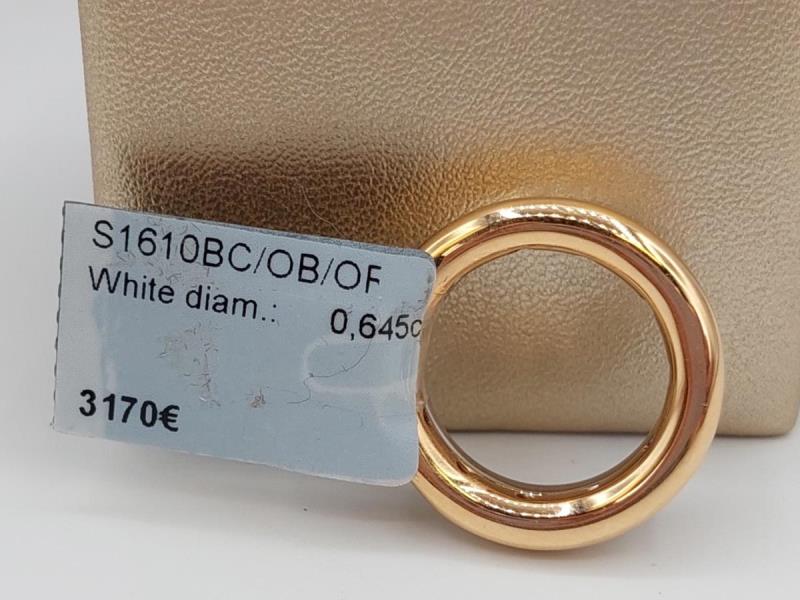 S1610BC/OB/OF
White diam.: 0,645c
3170€